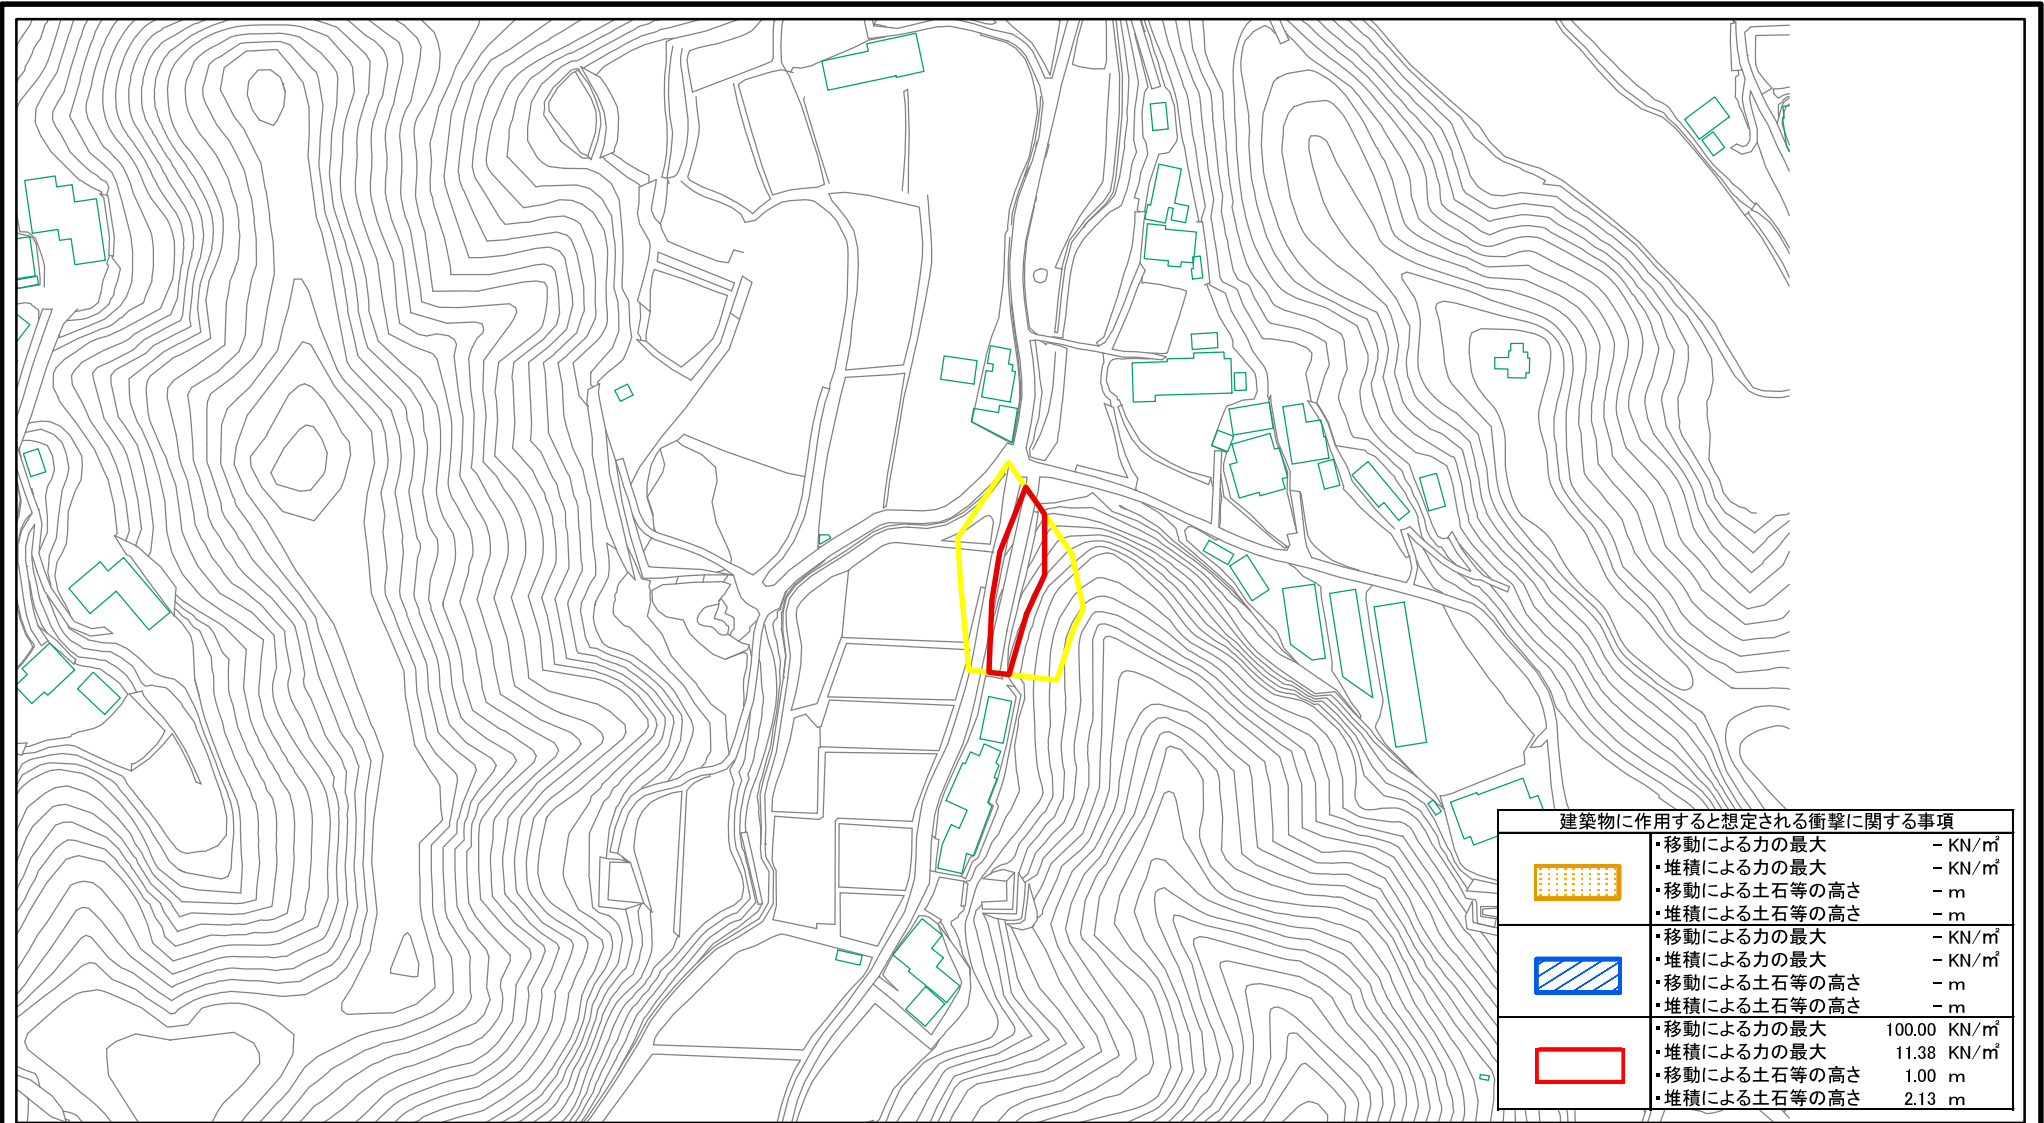 建築物に作用すると想定される衝撃に関する事項
・移動による力の最大 - KN/㎡
・堆積による力の最大 - KN/㎡
・移動による土石等の高さ - m
・堆積による土石等の高さ - m
・移動による力の最大 - KN/㎡
・堆積による力の最大 - KN/㎡
・移動による土石等の高さ - m
・堆積による土石等の高さ - m
・移動による力の最大 100.00 KN/㎡
・堆積による力の最大 11.38 KN/㎡
・移動による土石等の高さ 1.00 m
・堆積による土石等の高さ 2.13 m